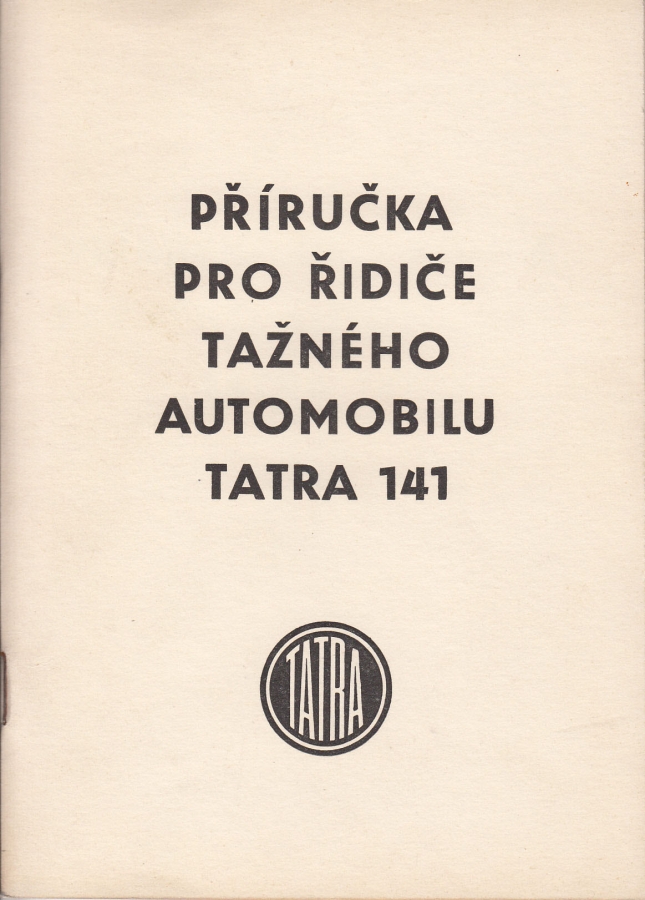 PŘÍRUČKA
PRO ŘIDIČE
TAŽNÉHO
AUTOMOBILU
TATRA 141
TATRA